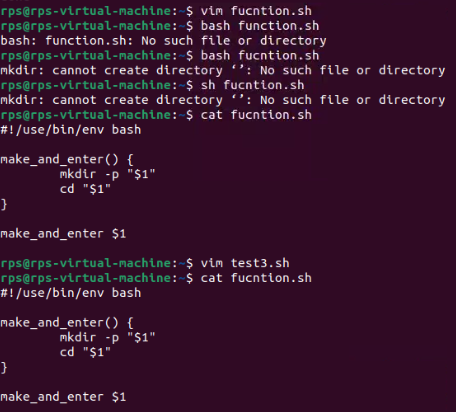 rps@rps-virtual-machine:~$ vim fucntion.sh
rps@rps-virtual-machine:~$ bash function.sh
bash: function.sh: No such file or directory
rps@rps-virtual-machine:~$ bash fucntion.sh
mkdir: cannot create directory ‘’: No such file or directory
rps@rps-virtual-machine:~$ sh fucntion.sh
mkdir: cannot create directory ‘’: No such file or directory
rps@rps-virtual-machine:~$ cat fucntion.sh
#!/use/bin/env bash
make_and_enter() {
mkdir -p "$1"
cd "$1"
}
make_and_enter $1
rps@rps-virtual-machine:~$ vim test3.sh
rps@rps-virtual-machine:~$ cat fucntion.sh
#!/use/bin/env bash
make_and_enter() {
mkdir -p "$1"
cd "$1"
}
make_and_enter $1